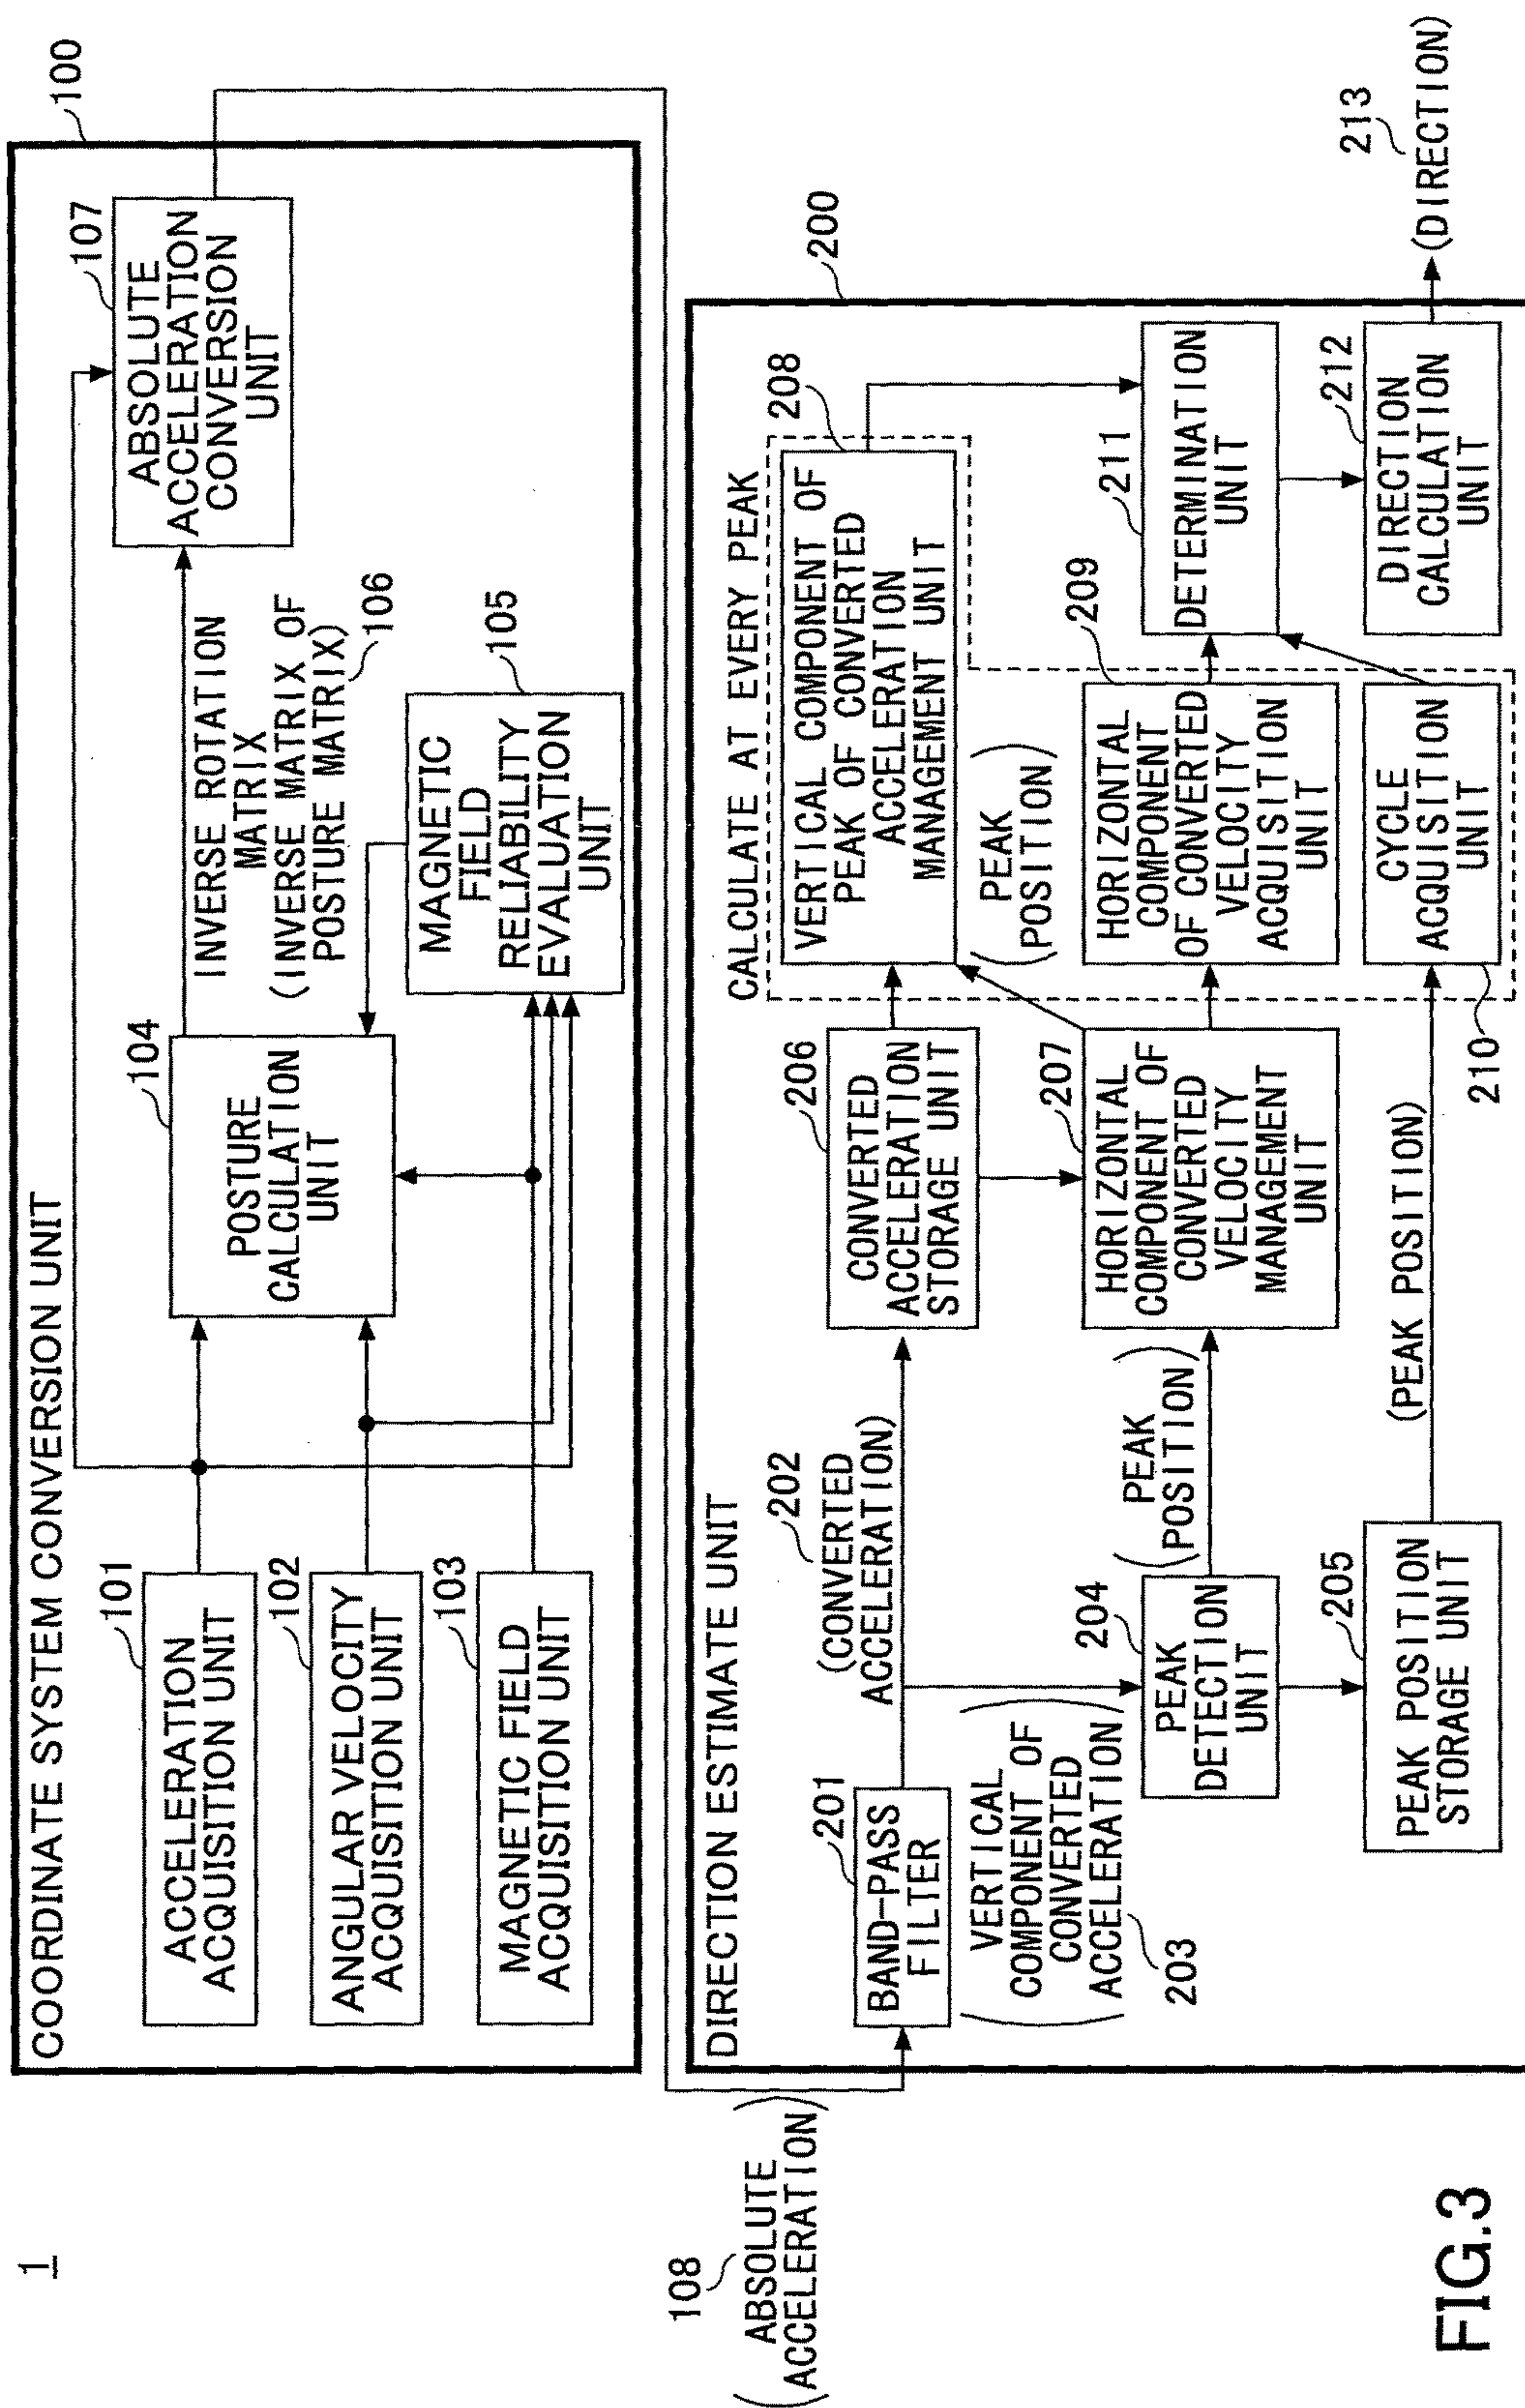 1
COORDINATE SYSTEM CONVERSION UNIT
100
101
ACCELERATION
ACQUISITION UNIT
102
ANGULAR VELOCITY
ACQUISITION UNIT
103
MAGNETIC FIELD
ACQUISITION UNIT
104
POSTURE
CALCULATION
UNIT
INVERSE ROTATION
MATRIX
(INVERSE MATRIX OF
POSTURE MATRIX)
106
105
MAGNETIC
FIELD
RELIABILITY
EVALUATION
UNIT
107
ABSOLUTE
ACCELERATION
CONVERSION
UNIT
108
(ABSOLUTE
ACCELERATION)
DIRECTION ESTIMATE UNIT
200
201
BAND-PASS
FILTER
202
(CONVERTED
ACCELERATION)
(VERTICAL
COMPONENT OF
CONVERTED
ACCELERATION)
203
204
PEAK
DETECTION
UNIT
(PEAK
POSITION)
205
PEAK POSITION
STORAGE UNIT
(PEAK POSITION)
206
CONVERTED
ACCELERATION
STORAGE UNIT
207
HORIZONTAL
COMPONENT OF
CONVERTED
VELOCITY
MANAGEMENT
UNIT
CALCULATE AT EVERY PEAK
208
VERTICAL COMPONENT OF
PEAK OF CONVERTED
ACCELERATION
MANAGEMENT UNIT
(PEAK
POSITION)
209
HORIZONTAL
COMPONENT
OF CONVERTED
VELOCITY
ACQUISITION
UNIT
210
CYCLE
ACQUISITION
UNIT
211
DETERMINATION
UNIT
212
DIRECTION
CALCULATION
UNIT
213
(DIRECTION)
FIG.3